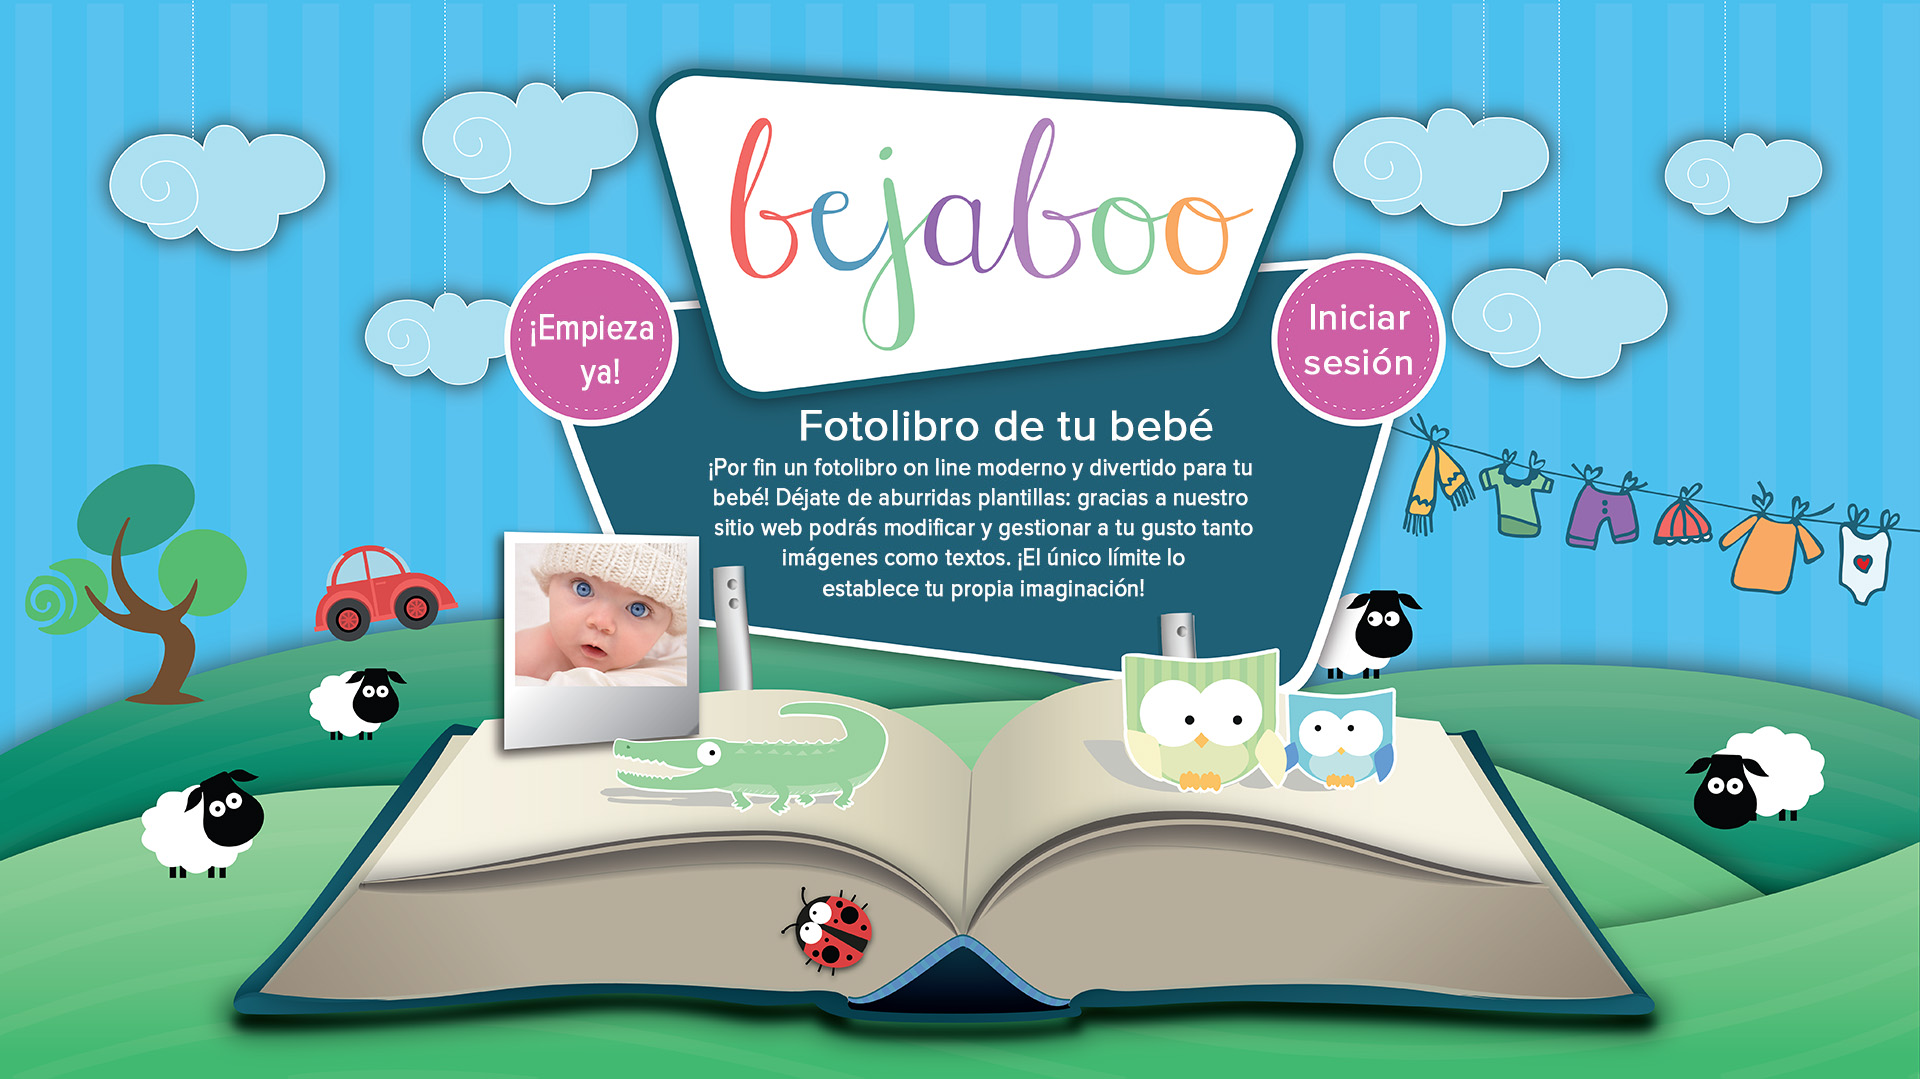 bejaboo
¡Empieza
ya!
Iniciar
sesión
Fotolibro de tu bebé
¡Por fin un fotolibro on line moderno y divertido para tu
bebé! Déjate de aburridas plantillas: gracias a nuestro
sitio web podrás modificar y gestionar a tu gusto tanto
imágenes como textos. ¡El único límite lo
establece tu propia imaginación!